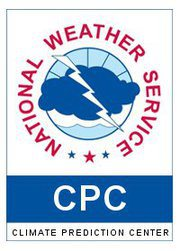 NATIONAL WEATHER SERVICE
CPC
CLIMATE PREDICTION CENTER